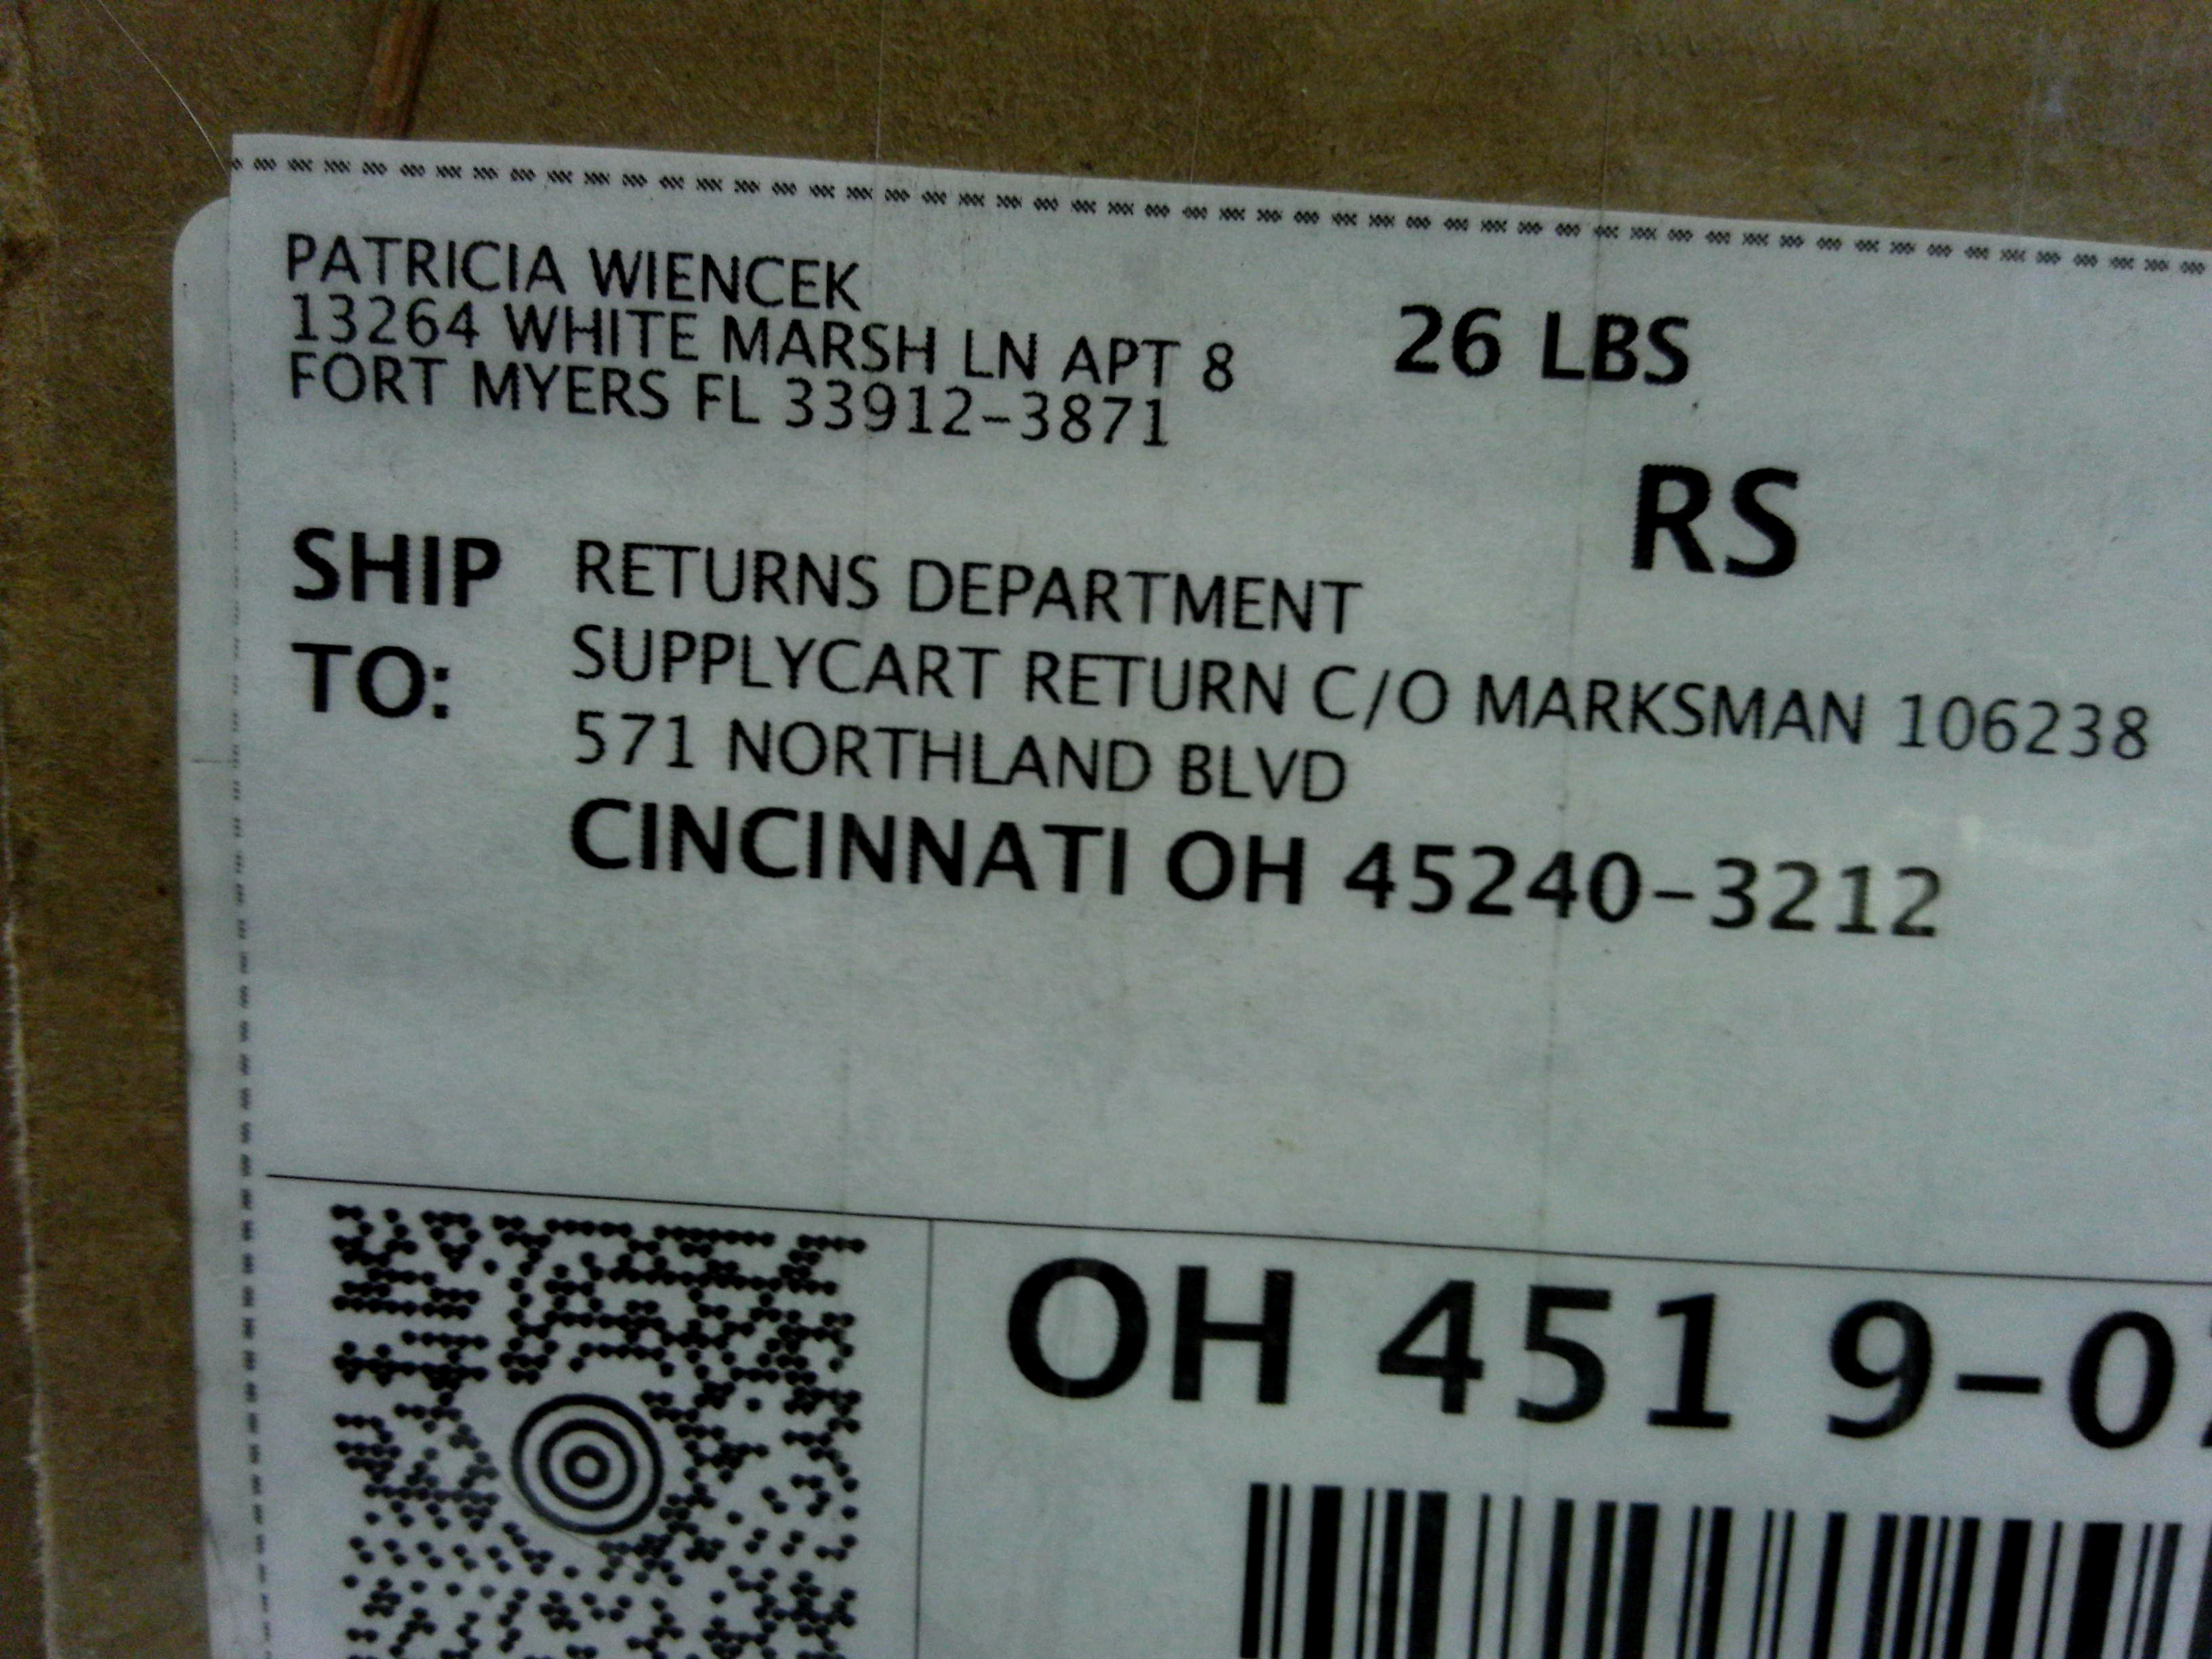 PATRICIA WIENCEK
13264 WHITE MARSH LN APT 8
FORT MYERS FL 33912-3871
26 LBS
RS
SHIP TO:
RETURNS DEPARTMENT
SUPPLYCART RETURN C/O MARKSMAN 106238
571 NORTHLAND BLVD
CINCINNATI OH 45240-3212
OH 451 9-0